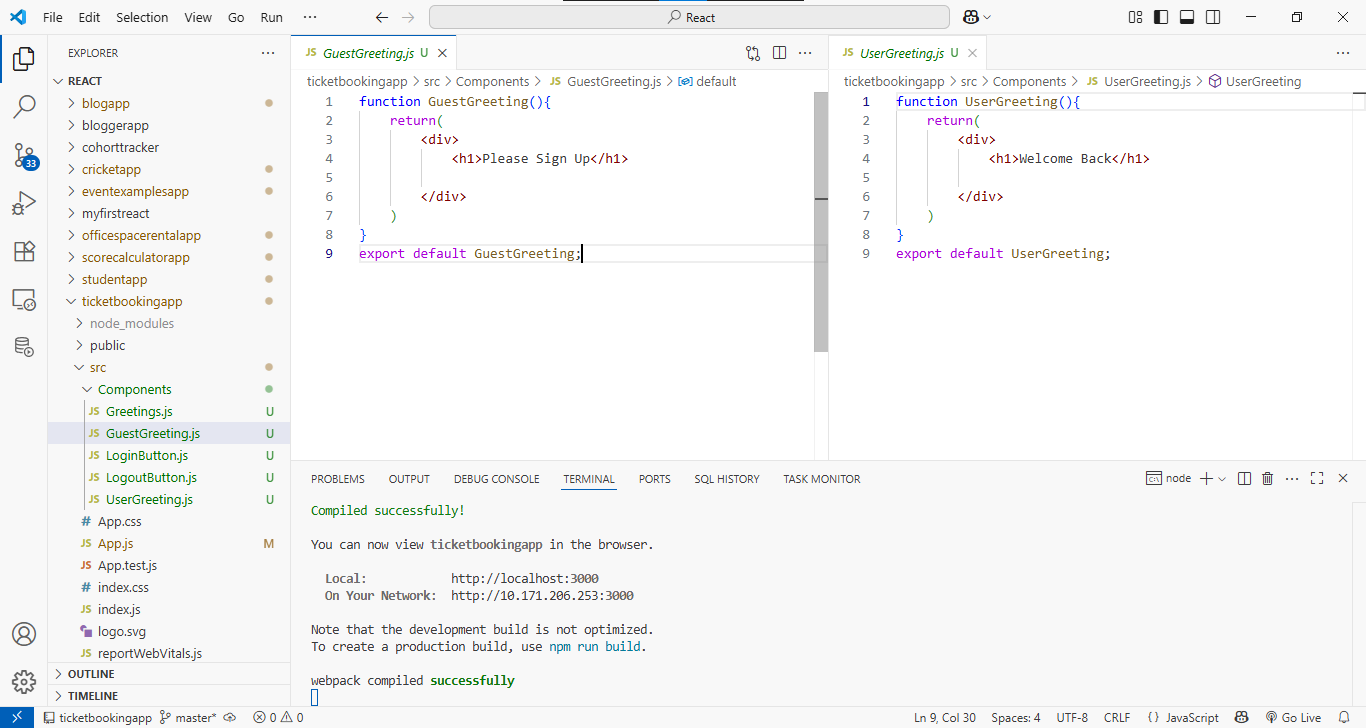 File Edit Selection View Go Run ···
React
EXPLORER
REACT
blogapp
bloggerapp
cohorttracker
cricketapp
eventexamplesapp
myfirstreact
officespacerentalapp
scorecalculatorapp
studentapp
ticketbookingapp
node_modules
public
src
Components
JS Greetings.js U
JS GuestGreeting.js U
JS LoginButton.js U
JS LogoutButton.js U
JS UserGreeting.js U
# App.css
JS App.js M
JS App.test.js
# index.css
JS index.js
logo.svg
JS reportWebVitals.js
OUTLINE
TIMELINE
33
JS GuestGreeting.js U
ticketbookingapp > src > Components > JS GuestGreeting.js > default
1 function GuestGreeting(){
2 return(
3 <div>
4 <h1>Please Sign Up</h1>
5
6 </div>
7 )
8 }
9 export default GuestGreeting;
JS UserGreeting.js U
ticketbookingapp > src > Components > JS UserGreeting.js > UserGreeting
1 function UserGreeting(){
2 return(
3 <div>
4 <h1>Welcome Back</h1>
5
6 </div>
7 )
8 }
9 export default UserGreeting;
PROBLEMS OUTPUT DEBUG CONSOLE TERMINAL PORTS SQL HISTORY TASK MONITOR
node
Compiled successfully!
You can now view ticketbookingapp in the browser.
Local: http://localhost:3000
On Your Network: http://10.171.206.253:3000
Note that the development build is not optimized.
To create a production build, use npm run build.
webpack compiled successfully
ticketbookingapp master* 0 0 Ln 9, Col 30 Spaces: 4 UTF-8 CRLF {} JavaScript Go Live